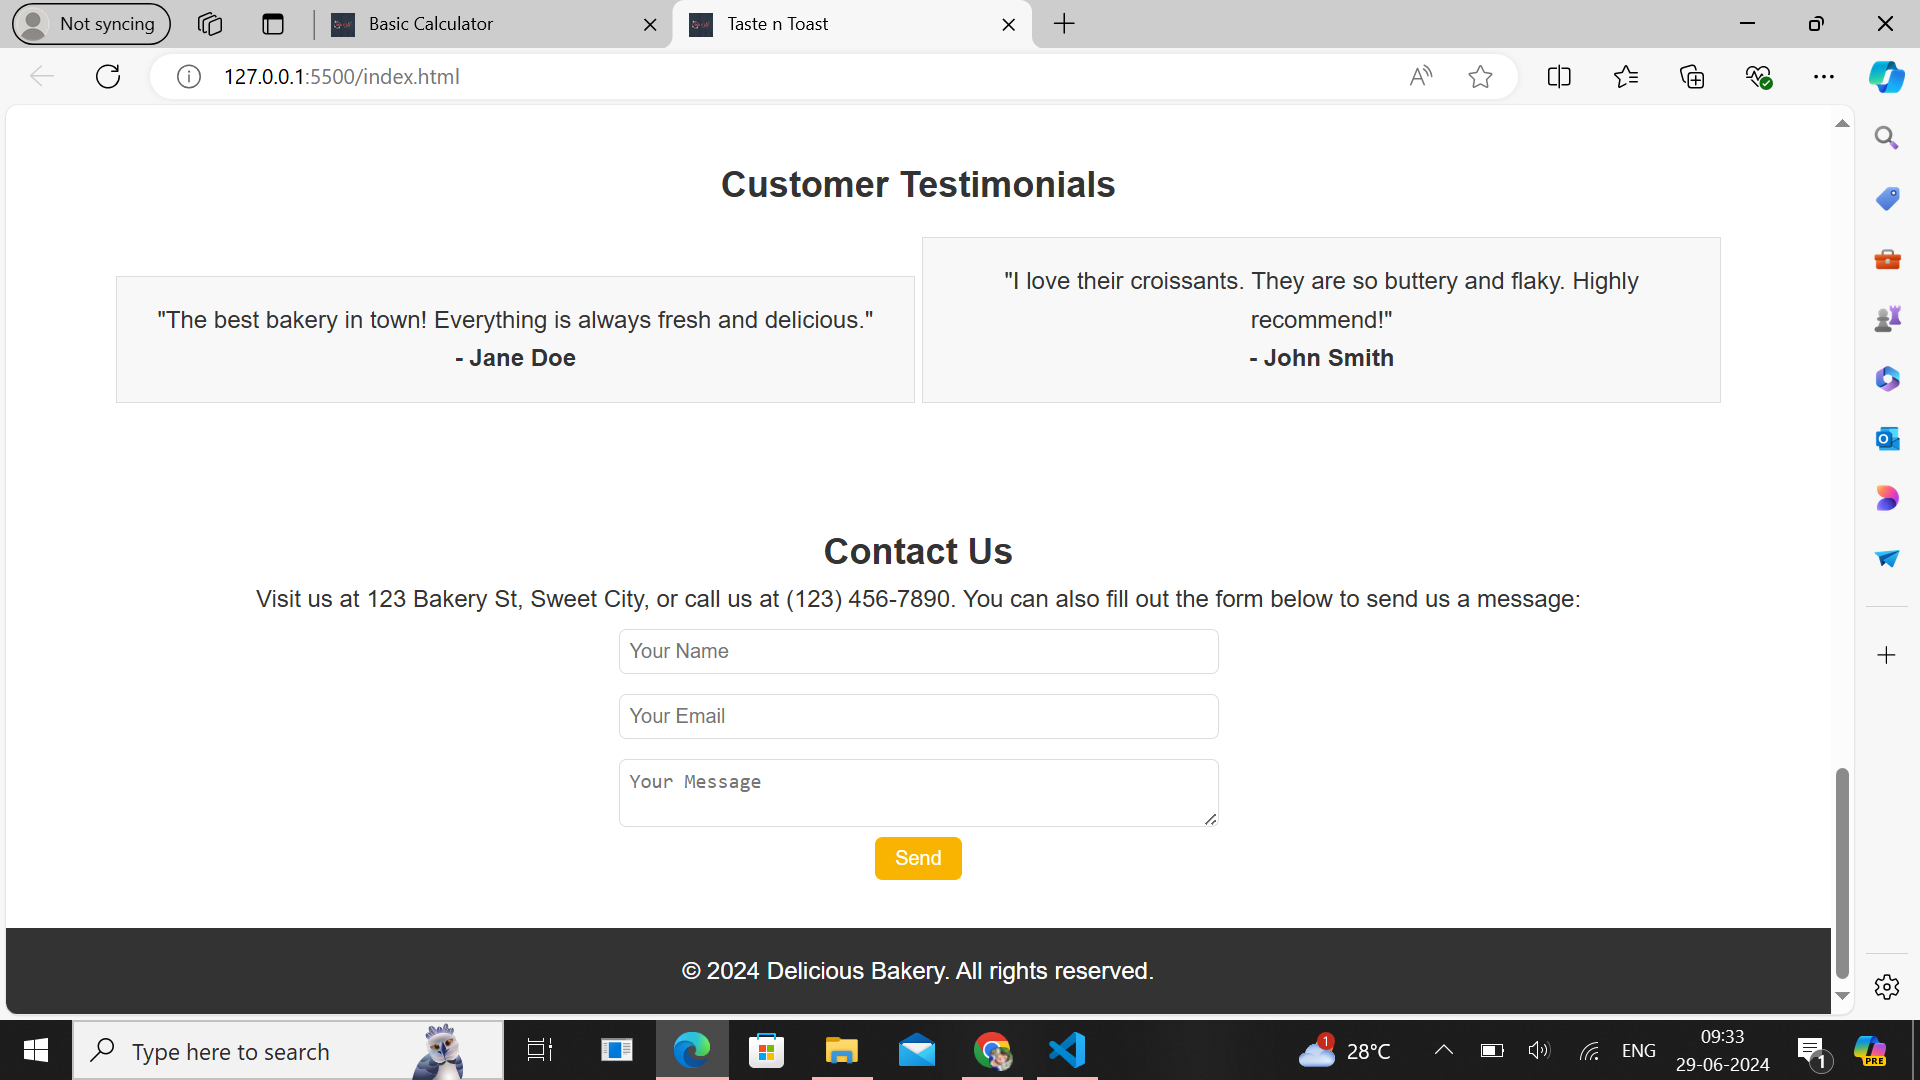 Not syncing
Basic Calculator
Taste n Toast
127.0.0.1:5500/index.html
Customer Testimonials
"The best bakery in town! Everything is always fresh and delicious."
- Jane Doe
"I love their croissants. They are so buttery and flaky. Highly
recommend!"
- John Smith
Contact Us
Visit us at 123 Bakery St, Sweet City, or call us at (123) 456-7890. You can also fill out the form below to send us a message:
Your Name
Your Email
Your Message
Send
© 2024 Delicious Bakery. All rights reserved.
Type here to search
1
28°C
ENG
09:33
29-06-2024
1
PRE